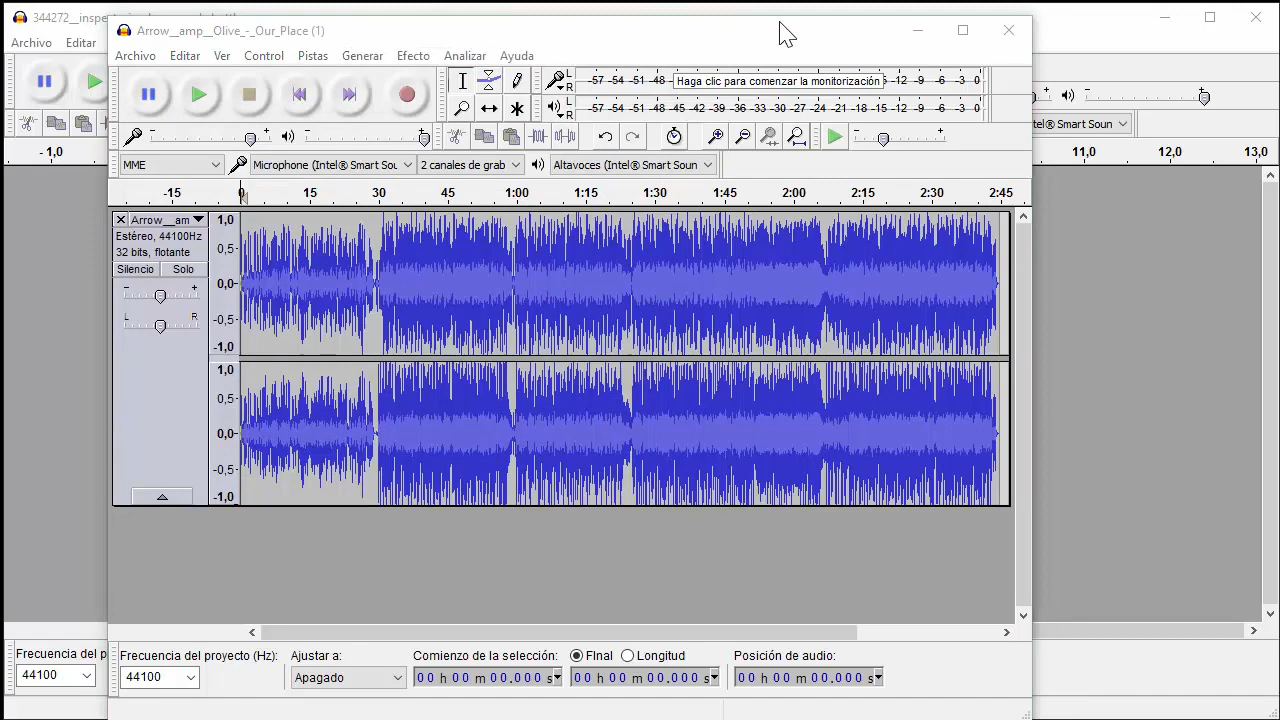 344272__inspe
Arrow__amp__Olive_-_Our_Place (1)
Archivo Editar
Archivo Editar Ver Control Pistas Generar Efecto Analizar Ayuda
L
R
-57 -54 -51 -48 Haga clic para comenzar la monitorización -12 -9 -6 -3 0
L
R
-57 -54 -51 -48 -45 -42 -39 -36 -33 -30 -27 -24 -21 -18 -15 -12 -9 -6 -3 0
ntel® Smart Soun
MME Microphone (Intel® Smart Sou 2 canales de grab Altavoces (Intel® Smart Soun
-1,0 11,0 12,0 13,0
-15 0 15 30 45 1:00 1:15 1:30 1:45 2:00 2:15 2:30 2:45
Arrow__am
Estéreo, 44100Hz
32 bits, flotante
Silencio Solo
L R
1,0
0,5
0,0
-0,5
-1,0
1,0
0,5
0,0
-0,5
-1,0
Frecuencia del p
44100
Frecuencia del proyecto (Hz) Ajustar a: Comienzo de la selección: FInal Longitud Posición de audio:
44100 Apagado 00 h 00 m 00.000 s 00 h 00 m 00.000 00 h 00 m 00.000